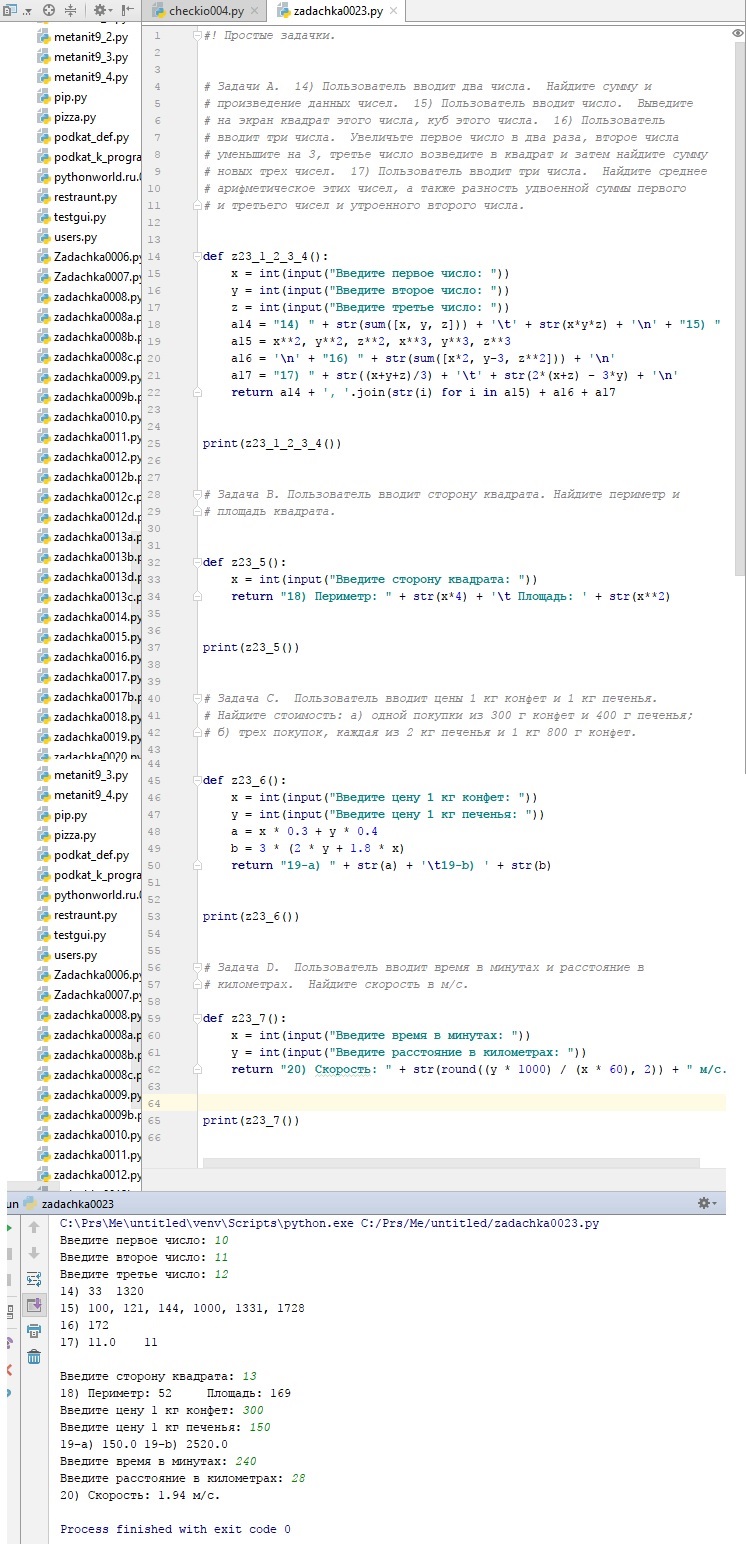 checkio004.py
zadachka0023.py
metanit9_2.py
metanit9_3.py
metanit9_4.py
pip.py
pizza.py
podkat_def.py
podkat_k_progra
pythonworld.ru.
restraunt.py
testgui.py
users.py
Zadachka0006.py
Zadachka0007.py
zadachka0008.py
zadachka0008a.p
zadachka0008b.p
zadachka0008c.p
zadachka0009.py
zadachka0009b.p
zadachka0010.py
zadachka0011.py
zadachka0012.py
zadachka0012b.p
zadachka0012c.p
zadachka0012d.p
zadachka0013a.p
zadachka0013b.p
zadachka0013d.p
zadachka0013c.p
zadachka0014.py
zadachka0015.py
zadachka0016.py
zadachka0017.py
zadachka0017b.p
zadachka0018.py
zadachka0019.py
zadachka0020.py
metanit9_3.py
metanit9_4.py
pip.py
pizza.py
podkat_def.py
podkat_k_progra
pythonworld.ru.
restraunt.py
testgui.py
users.py
Zadachka0006.py
Zadachka0007.py
zadachka0008.py
zadachka0008a.p
zadachka0008b.p
zadachka0008c.p
zadachka0009.py
zadachka0009b.p
zadachka0010.py
zadachka0011.py
zadachka0012.py
1 #! Простые задачки.
2
3
4 # Задачи A.  14) Пользователь вводит два числа.  Найдите сумму и
5 # произведение данных чисел.  15) Пользователь вводит число.  Выведите
6 # на экран квадрат этого числа, куб этого числа.  16) Пользователь
7 # вводит три числа.  Увеличьте первое число в два раза, второе числа
8 # уменьшите на 3, третье число возведите в квадрат и затем найдите сумму
9 # новых трех чисел.  17) Пользователь вводит три числа.  Найдите среднее
10 # арифметическое этих чисел, а также разность удвоенной суммы первого
11 # и третьего чисел и утроенного второго числа.
12
13
14 def z23_1_2_3_4():
15     x = int(input("Введите первое число: "))
16     y = int(input("Введите второе число: "))
17     z = int(input("Введите третье число: "))
18     a14 = "14) " + str(sum([x, y, z])) + '\t' + str(x*y*z) + '\n' + "15) "
19     a15 = x**2, y**2, z**2, x**3, y**3, z**3
20     a16 = '\n' + "16) " + str(sum([x*2, y-3, z**2])) + '\n'
21     a17 = "17) " + str((x+y+z)/3) + '\t' + str(2*(x+z) - 3*y) + '\n'
22     return a14 + ', '.join(str(i) for i in a15) + a16 + a17
23
24
25 print(z23_1_2_3_4())
26
27
28 # Задача B. Пользователь вводит сторону квадрата. Найдите периметр и
29 # площадь квадрата.
30
31
32 def z23_5():
33     x = int(input("Введите сторону квадрата: "))
34     return "18) Периметр: " + str(x*4) + '\t Площадь: ' + str(x**2)
35
36
37 print(z23_5())
38
39
40 # Задача C.  Пользователь вводит цены 1 кг конфет и 1 кг печенья.
41 # Найдите стоимость: а) одной покупки из 300 г конфет и 400 г печенья;
42 # б) трех покупок, каждая из 2 кг печенья и 1 кг 800 г конфет.
43
44
45 def z23_6():
46     x = int(input("Введите цену 1 кг конфет: "))
47     y = int(input("Введите цену 1 кг печенья: "))
48     a = x * 0.3 + y * 0.4
49     b = 3 * (2 * y + 1.8 * x)
50     return "19-a) " + str(a) + '\t19-b) ' + str(b)
51
52
53 print(z23_6())
54
55
56 # Задача D.  Пользователь вводит время в минутах и расстояние в
57 # километрах.  Найдите скорость в м/с.
58
59 def z23_7():
60     x = int(input("Введите время в минутах: "))
61     y = int(input("Введите расстояние в километрах: "))
62     return "20) Скорость: " + str(round((y * 1000) / (x * 60), 2)) + " м/с.
63
64
65 print(z23_7())
66
un zadachka0023
C:\Prs\Me\untitled\venv\Scripts\python.exe C:/Prs/Me/untitled/zadachka0023.py
Введите первое число: 10
Введите второе число: 11
Введите третье число: 12
14) 33  1320
15) 100, 121, 144, 1000, 1331, 1728
16) 172
17) 11.0    11
Введите сторону квадрата: 13
18) Периметр: 52     Площадь: 169
Введите цену 1 кг конфет: 300
Введите цену 1 кг печенья: 150
19-a) 150.0 19-b) 2520.0
Введите время в минутах: 240
Введите расстояние в километрах: 28
20) Скорость: 1.94 м/с.
Process finished with exit code 0